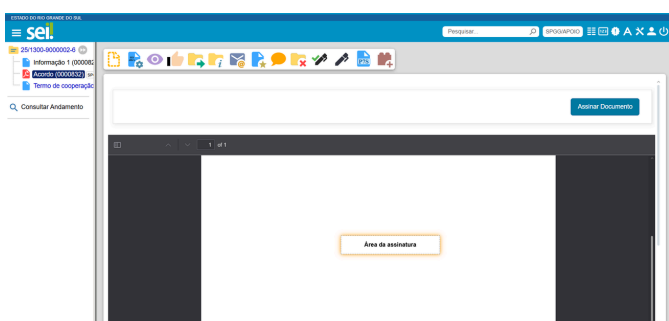 ESTADO DO RIO GRANDE DO SUL
sei!
Pesquisar...
SPGG/APOIO
25/1300-9000002-6
Informação 1 (000082
Acordo (0000832)
Termo de cooperação
Consultar Andamento
Assinar Documento
1 of 1
Área da assinatura